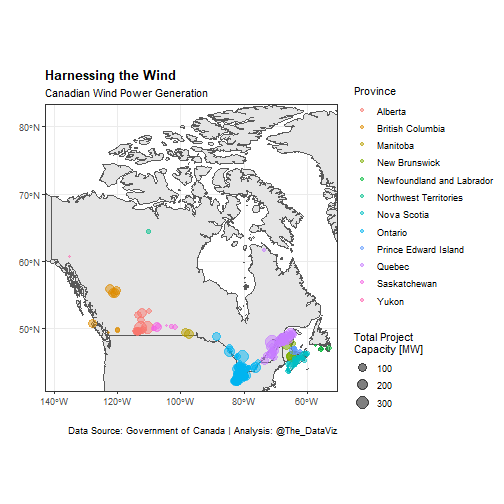 Harnessing the Wind
Canadian Wind Power Generation
80°N
70°N
60°N
50°N
140°W
120°W
100°W
80°W
60°W
Province
Alberta
British Columbia
Manitoba
New Brunswick
Newfoundland and Labrador
Northwest Territories
Nova Scotia
Ontario
Prince Edward Island
Quebec
Saskatchewan
Yukon
Total Project
Capacity [MW]
100
200
300
Data Source: Government of Canada | Analysis: @The_DataViz